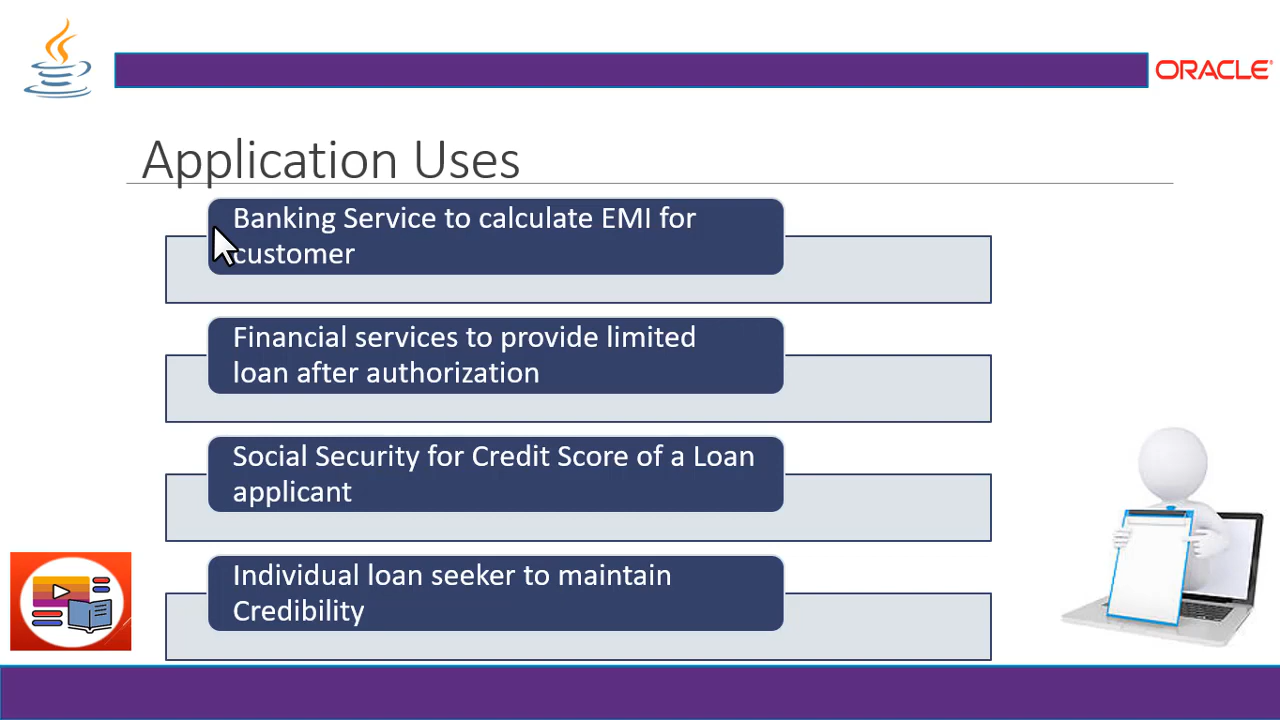 ORACLE
Application Uses
Banking Service to calculate EMI for
customer
Financial services to provide limited
loan after authorization
Social Security for Credit Score of a Loan
applicant
Individual loan seeker to maintain
Credibility